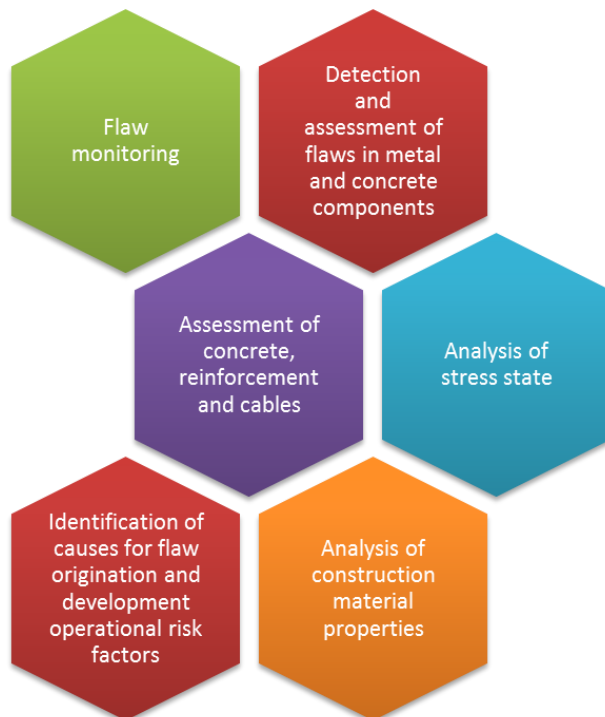 Flaw
monitoring
Detection
and
assessment of
flaws in metal
and concrete
components
Assessment of
concrete,
reinforcement
and cables
Analysis of
stress state
Identification of
causes for flaw
origination and
development
operational risk
factors
Analysis of
construction
material
properties